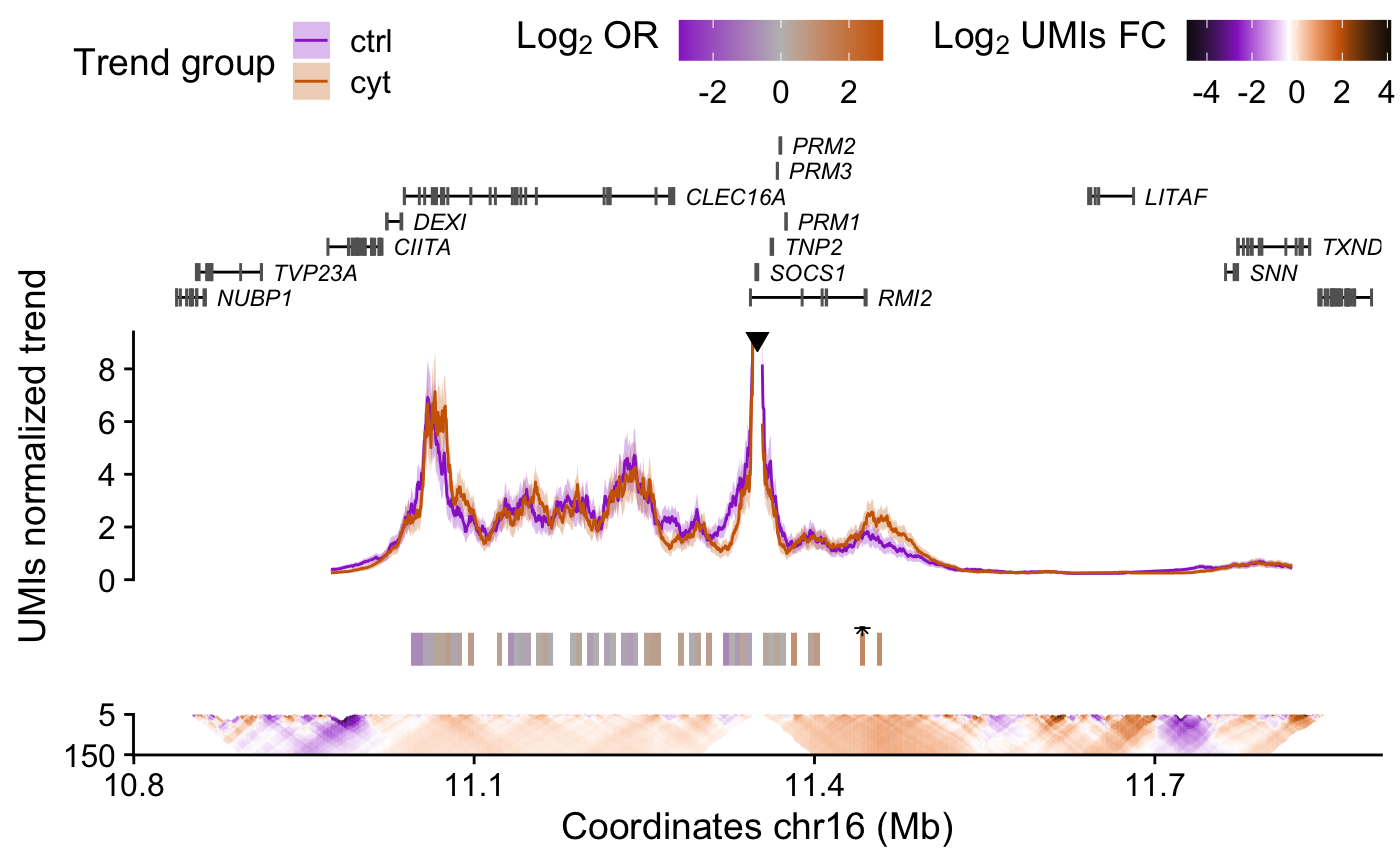 Trend group
ctrl
cyt
Log2 OR
-2 0 2
Log2 UMIs FC
-4 -2 0 2 4
PRM2
PRM3
CLEC16A
LITAF
DEXI
PRM1
CIITA
TNP2
TXND
TVP23A
SOCS1
SNN
NUBP1
RMI2
UMIs normalized trend
8
6
4
2
0
*
5
150
10.8 11.1 11.4 11.7
Coordinates chr16 (Mb)